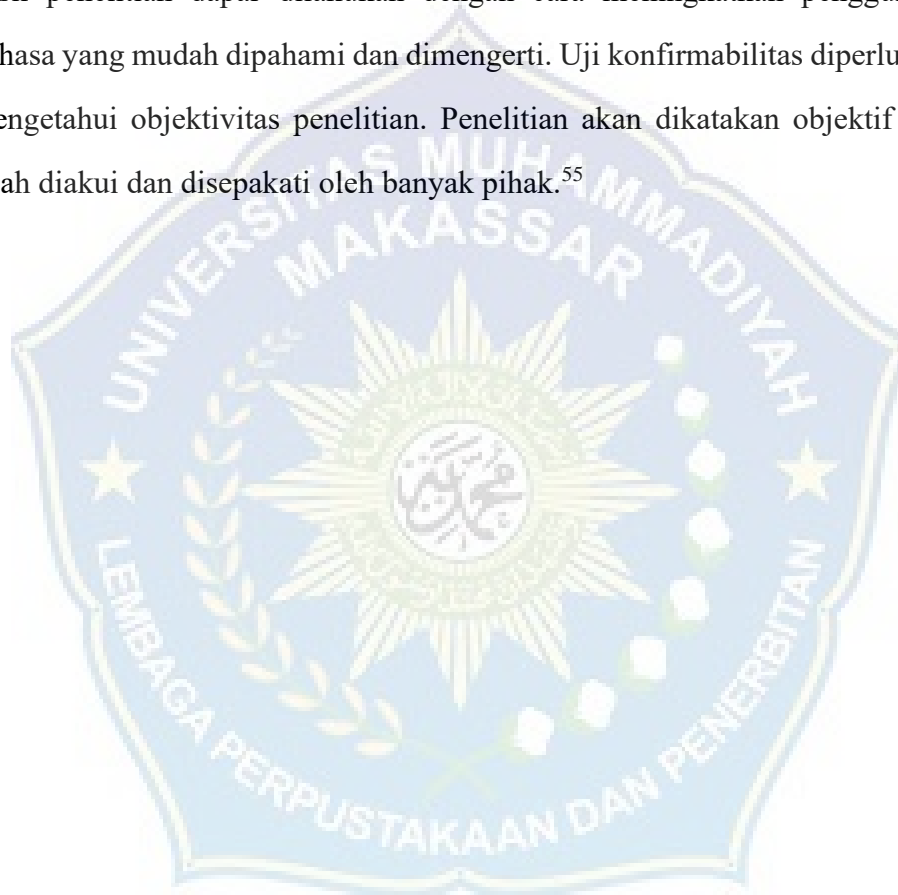 hasa yang mudah dipahami dan dimengerti. Uji konfirmabilitas diperlu
engetahui objektivitas penelitian. Penelitian akan dikatakan objektif
ah diakui dan disepakati oleh banyak pihak.55
UNIVERSITAS MUHAMMADIYAH
MAKASSAR
LEMBAGA PERPUSTAKAAN DAN PENERBITAN